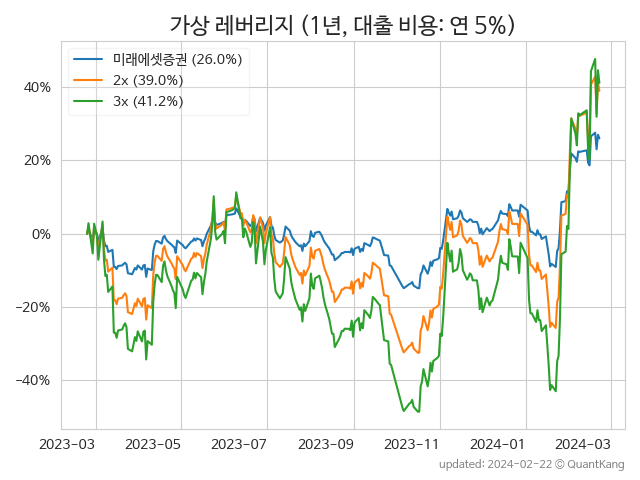 가상 레버리지 (1년, 대출 비용: 연 5%)
미래에셋증권 (26.0%)
2x (39.0%)
3x (41.2%)
40%
20%
0%
−20%
−40%
2023-03 2023-05 2023-07 2023-09 2023-11 2024-01 2024-03
updated: 2024-02-22 © QuantKang